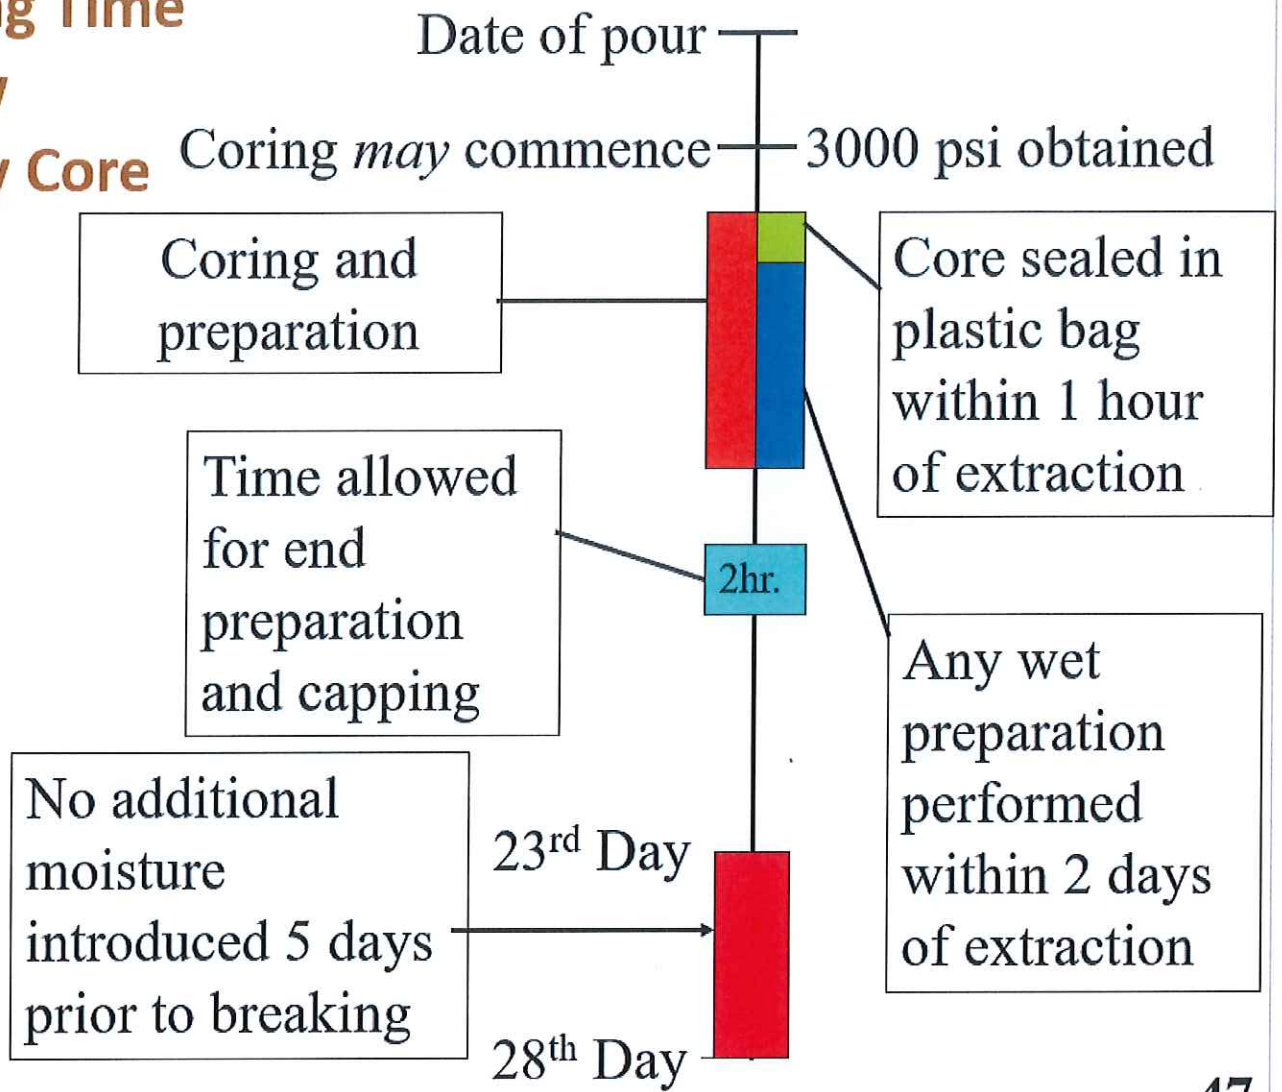 Time
Date of pour
Core
Coring may commence
3000 psi obtained
Coring and
preparation
Core sealed in
plastic bag
within 1 hour
of extraction
Time allowed
for end
preparation
and capping
2hr.
Any wet
preparation
performed
within 2 days
of extraction
No additional
moisture
introduced 5 days
prior to breaking
23rd Day
28th Day